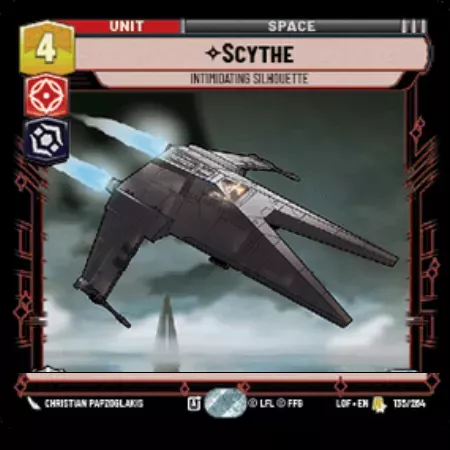 UNIT SPACE
4
SCYTHE
INTIMIDATING SILHOUETTE
CHRISTIAN PAPZOGLAKIS A © LFL © FFG LOF • EN 135/264